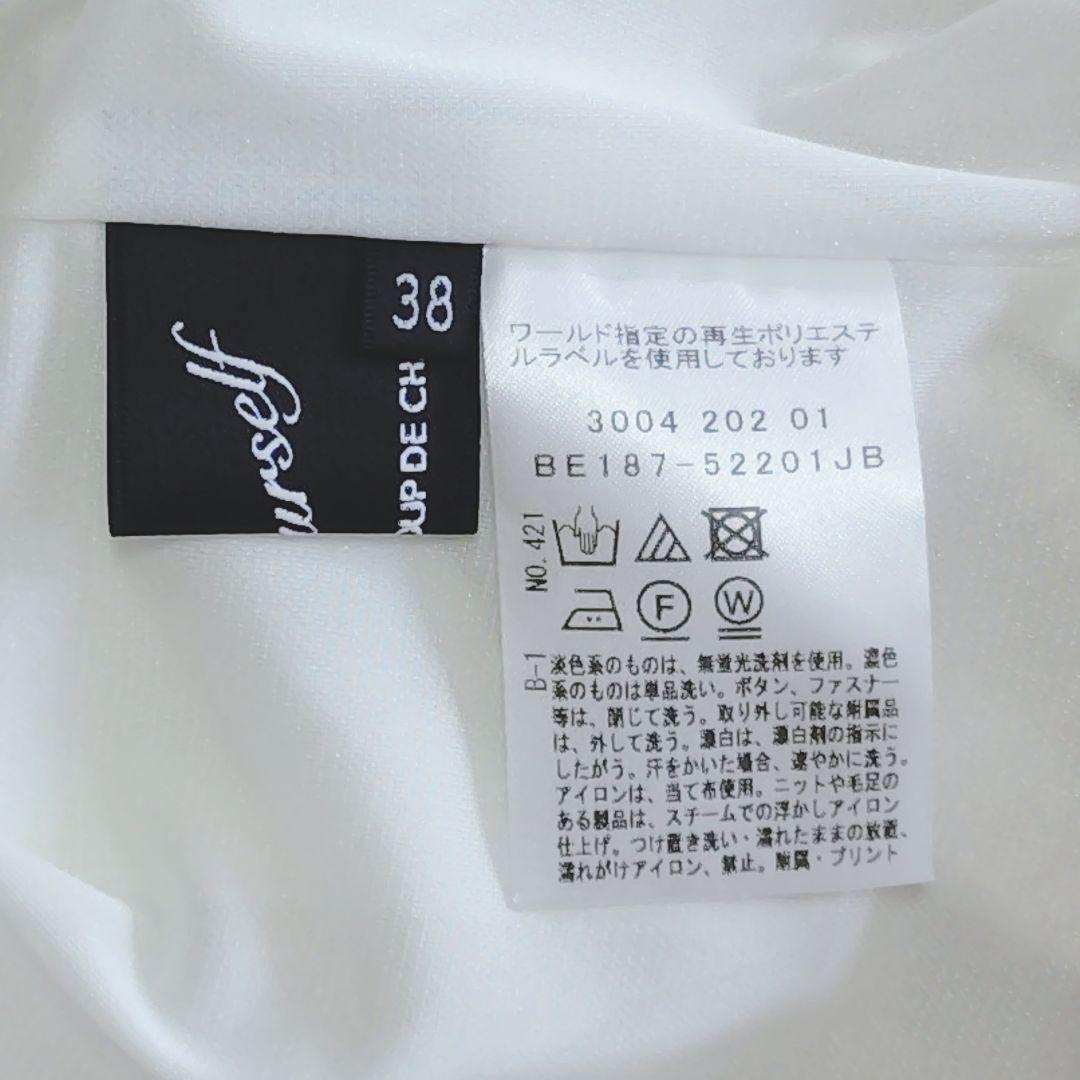 38
urself
OUP DE CH
ワールド指定の再生ポリエステ
ルラベルを使用しております
3004 202 01
BE187-52201JB
NO.421
F
W
B-1
淡色系のものは、無蛍光洗剤を使用。濃色
系のものは単品洗い。ボタン、ファスナー
等は、閉じて洗う。取り外し可能な附属品
は、外して洗う。漂白は、漂白剤の指示に
したがう。汗をかいた場合、速やかに洗う。
アイロンは、当て布使用。ニットや毛足の
ある製品は、スチームでの浮かしアイロン
仕上げ。つけ置き洗い・濡れたままの放置、
濡れがけアイロン、禁止。附属・プリント